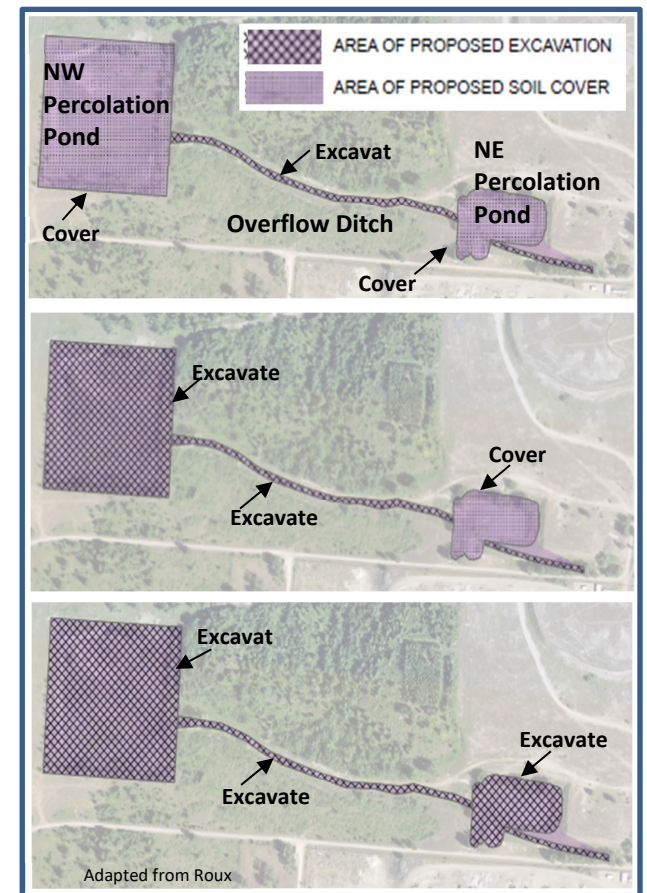 AREA OF PROPOSED EXCAVATION
AREA OF PROPOSED SOIL COVER
NW
Percolation
Pond
Excavat
NE
Percolation
Pond
Overflow Ditch
Cover
Cover
Excavate
Cover
Excavate
Excavat
Excavate
Excavate
Adapted from Roux